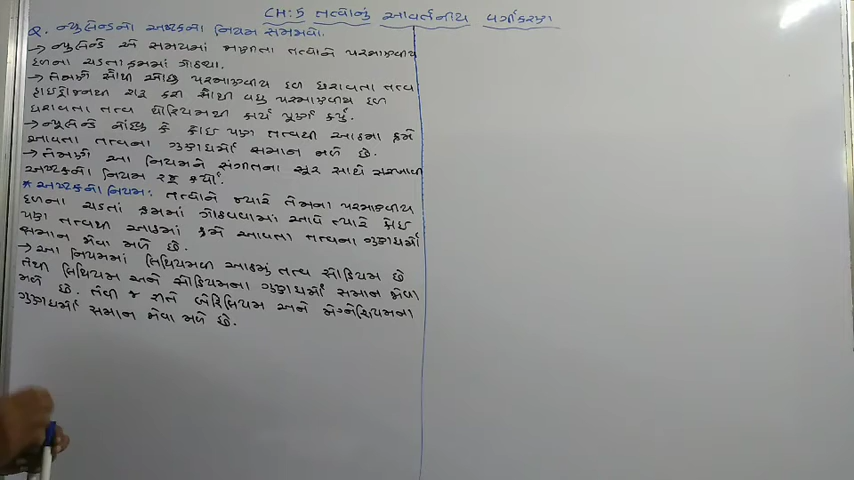 CH:5 તત્વોનું આવર્તનીય વર્ગીકરણ
Q. ન્યુલેન્ડનો અષ્ટકનો નિયમ સમજાવો.
→ ન્યુલેન્ડે એ સમયમાં જાણીતા તત્વોને પરમાણ્વીય
દળના ચડતા ક્રમમાં ગોઠવ્યા.
→ તેમણે સૌથી ઓછુ પરમાણ્વીય દળ ધરાવતા તત્વ
હાઇડ્રોજનથી શરૂ કરી સૌથી વધુ પરમાણ્વીય દળ
ધરાવતા તત્વ થોરિયમથી કાર્ય પૂર્ણ કર્યું.
→ ન્યુલેન્ડે નોંધ્યુ કે કોઇ પણ તત્વથી આઠમા ક્રમે
આવતા તત્વના ગુણધર્મો સમાન મળે છે.
→ તેમણે આ નિયમને સંગીતના સૂર સાથે સરખાવી
અષ્ટકનો નિયમ રજૂ કર્યો.
* અષ્ટકનો નિયમ: તત્વોને જ્યારે તેમના પરમાણ્વીય
દળના ચડતાં ક્રમમાં ગોઠવવામાં આવે ત્યારે કોઇ
પણ તત્વથી આઠમાં ક્રમે આવતા તત્વના ગુણધર્મો
સમાન જોવા મળે છે.
→ આ નિયમમાં લિથિયમથી આઠમું તત્વ સોડિયમ છે
તેથી લિથિયમ અને સોડિયમના ગુણધર્મો સમાન જોવા
મળે છે. તેવી જ રીતે બેરિલિયમ અને મેગ્નેશિયમના
ગુણધર્મો સમાન જોવા મળે છે.